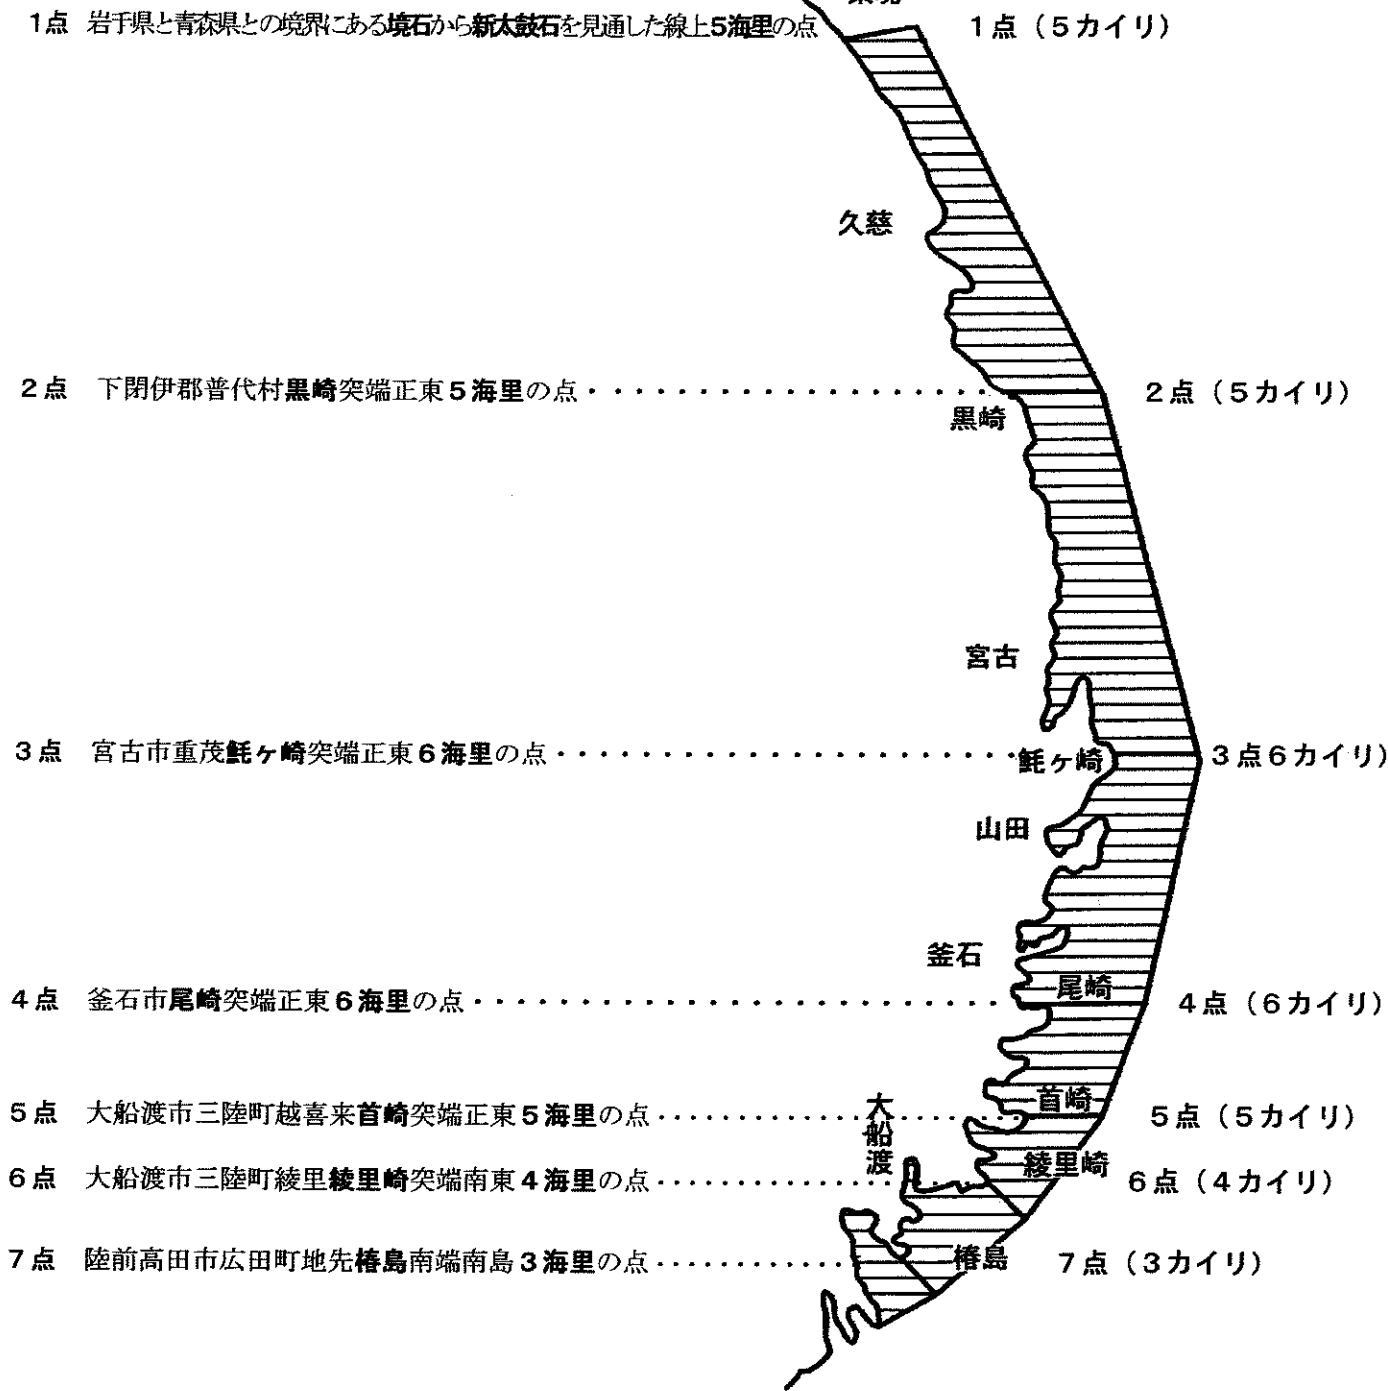 1点 岩手県と青森県との境界にある境石から新太鼓石を見通した線上5海里の点
1点（5カイリ）
久慈
2点 下閉伊郡普代村黒崎突端正東5海里の点
2点（5カイリ）
黒崎
宮古
3点 宮古市重茂魹ヶ崎突端正東6海里の点
魹ヶ崎
3点6カイリ）
山田
釜石
尾崎
4点 釜石市尾崎突端正東6海里の点
4点（6カイリ）
首崎
5点 大船渡市三陸町越喜来首崎突端正東5海里の点
大船渡
5点（5カイリ）
綾里崎
6点 大船渡市三陸町綾里綾里崎突端南東4海里の点
6点（4カイリ）
7点 陸前高田市広田町地先椿島南端南島3海里の点
椿島
7点（3カイリ）